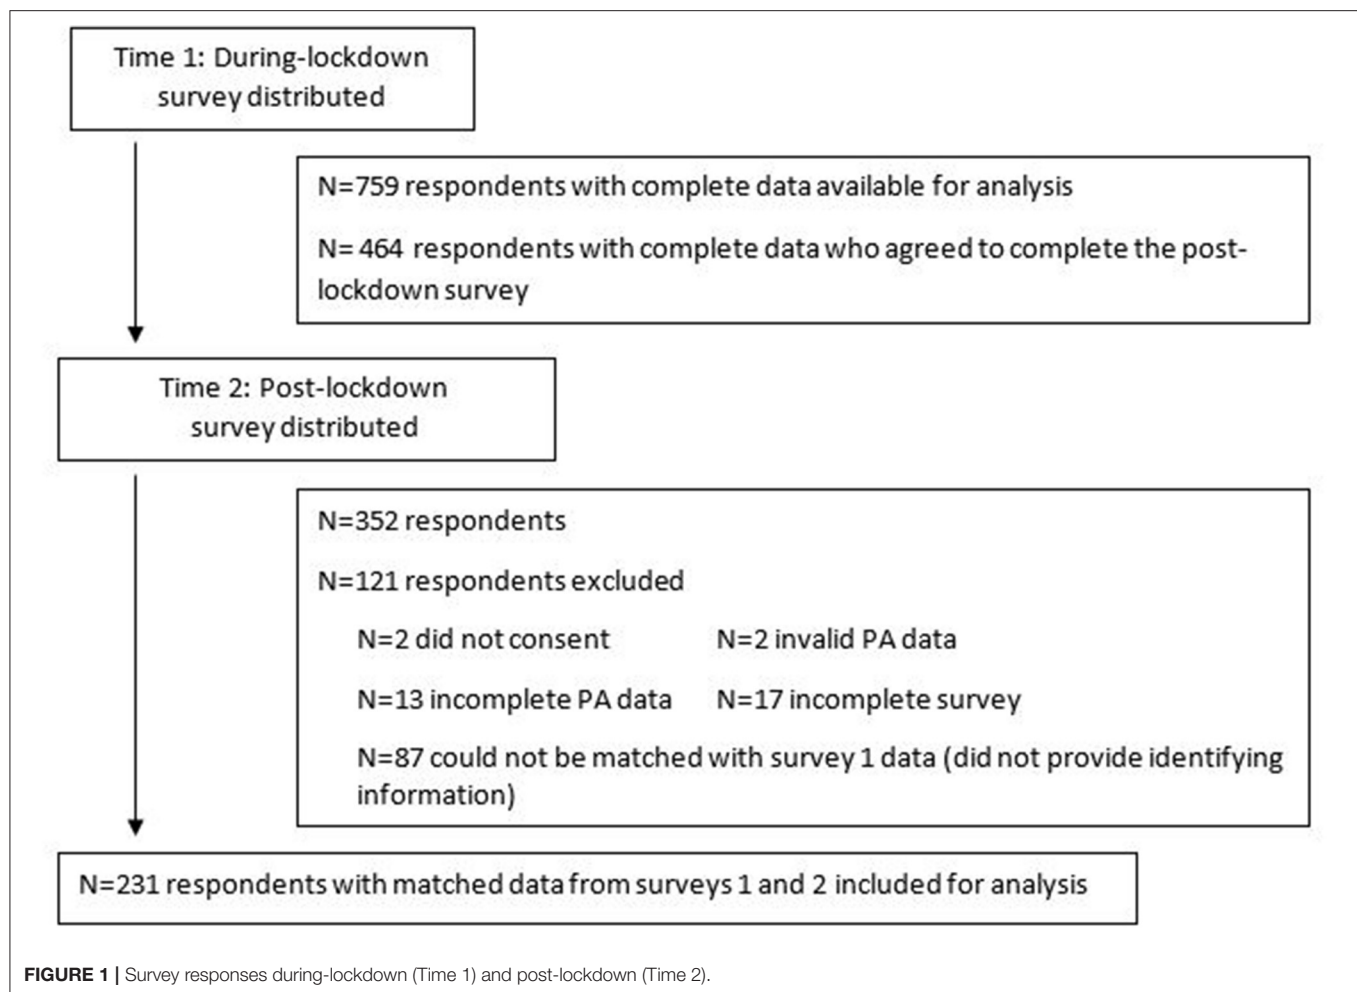 Time 1: During-lockdown
survey distributed
N=759 respondents with complete data available for analysis
N= 464 respondents with complete data who agreed to complete the post-
lockdown survey
Time 2: Post-lockdown
survey distributed
N=352 respondents
N=121 respondents excluded
N=2 did not consent N=2 invalid PA data
N=13 incomplete PA data N=17 incomplete survey
N=87 could not be matched with survey 1 data (did not provide identifying
information)
N=231 respondents with matched data from surveys 1 and 2 included for analysis
FIGURE 1 | Survey responses during-lockdown (Time 1) and post-lockdown (Time 2).